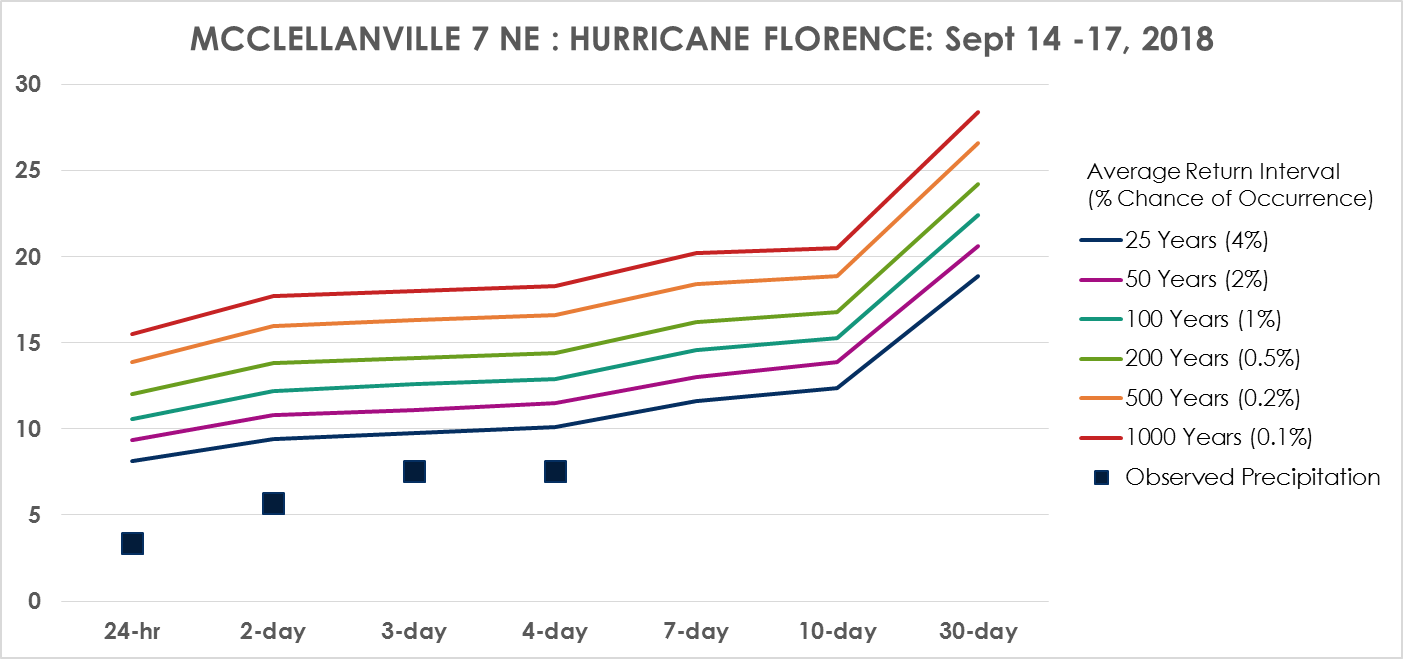 MCCLELLANVILLE 7 NE : HURRICANE FLORENCE: Sept 14 -17, 2018
30
25
20
15
10
5
0
24-hr 2-day 3-day 4-day 7-day 10-day 30-day
Average Return Interval
(% Chance of Occurrence)
25 Years (4%)
50 Years (2%)
100 Years (1%)
200 Years (0.5%)
500 Years (0.2%)
1000 Years (0.1%)
Observed Precipitation